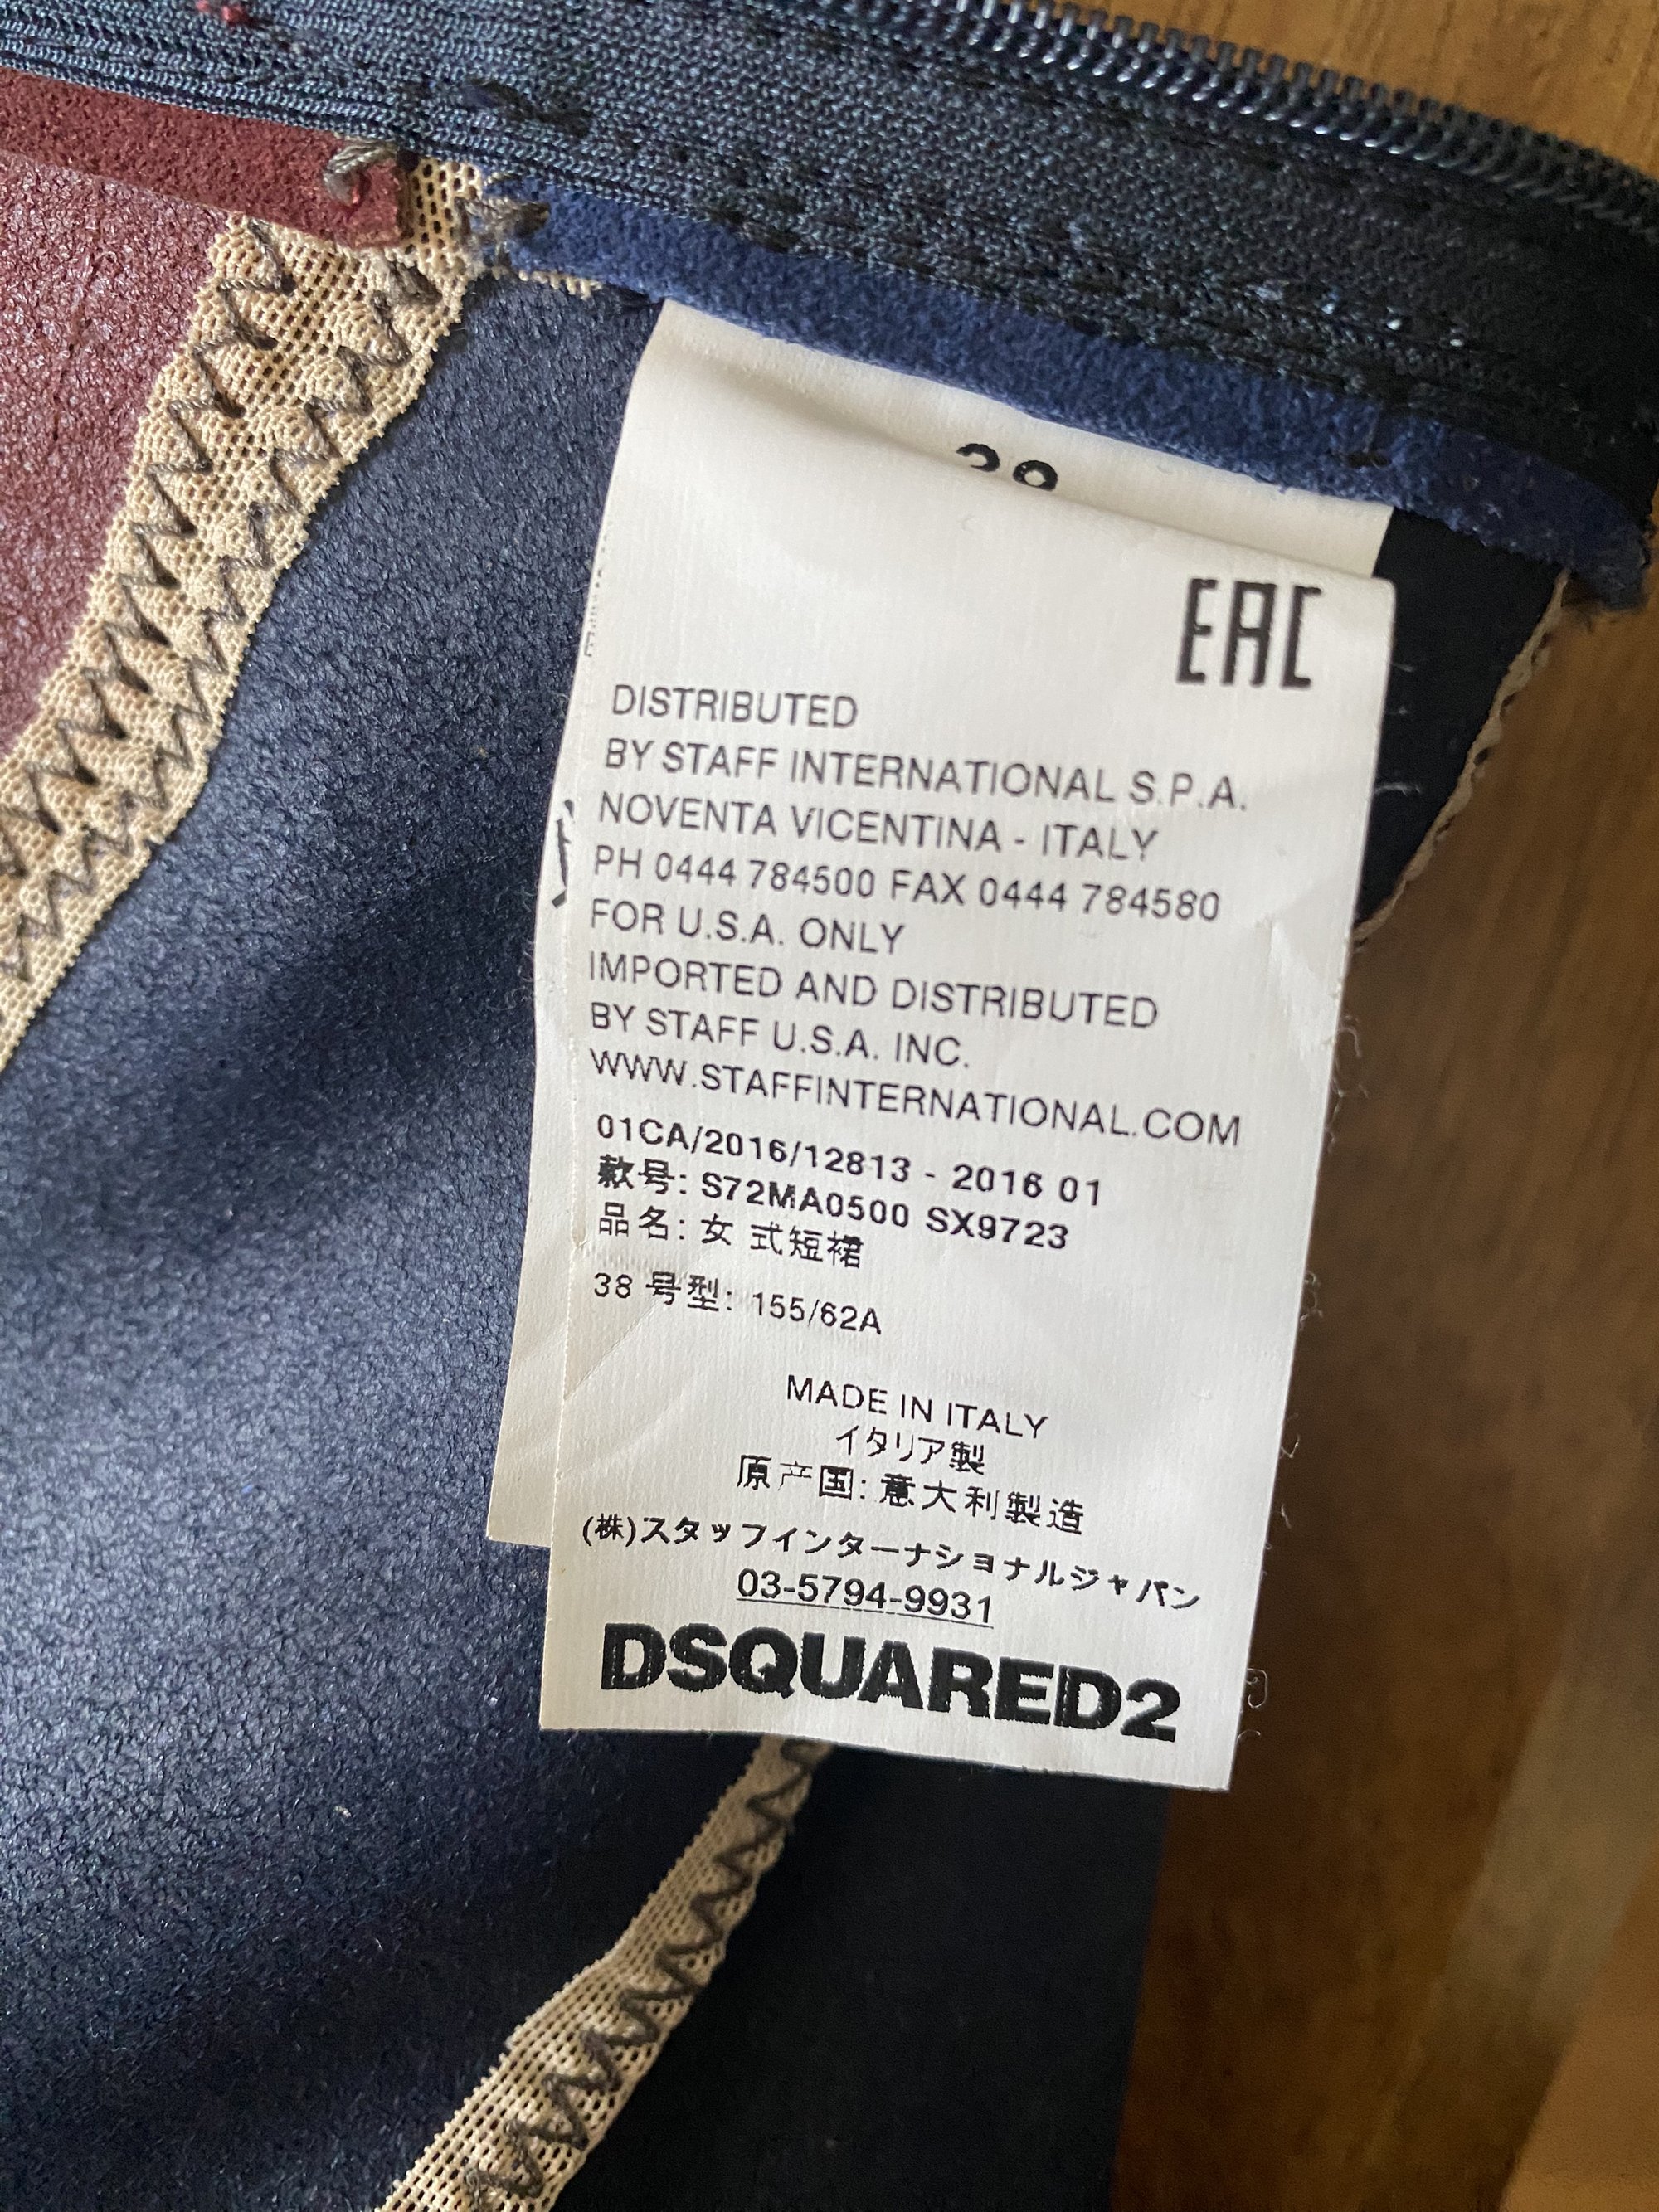 38
EAC
DISTRIBUTED
BY STAFF INTERNATIONAL S.P.A.
NOVENTA VICENTINA - ITALY
PH 0444 784500 FAX 0444 784580
FOR U.S.A. ONLY
IMPORTED AND DISTRIBUTED
BY STAFF U.S.A. INC.
WWW.STAFFINTERNATIONAL.COM
01CA/2016/12813 - 2016 01
款号: S72MA0500 SX9723
品名: 女 式短裙
38 号型: 155/62A
MADE IN ITALY
イタリア製
原产国: 意大利製造
(株)スタッフインターナショナルジャパン
03-5794-9931
DSQUARED2